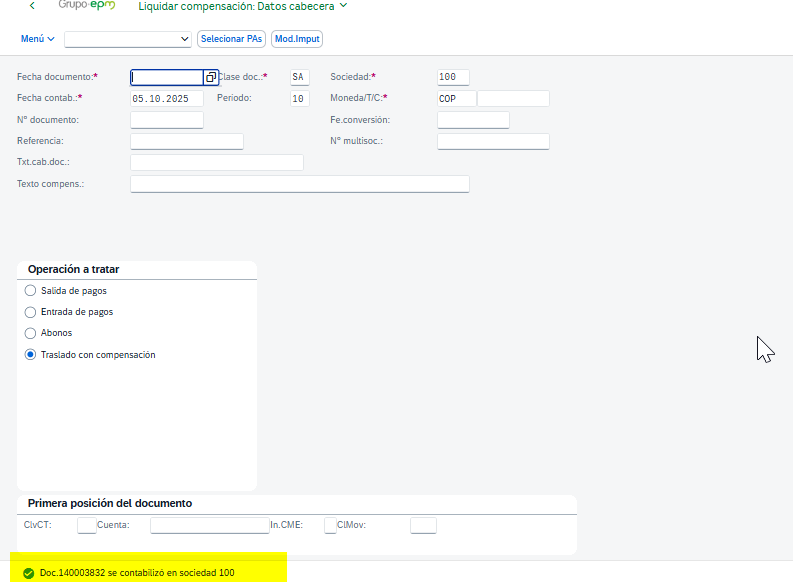 Grupo·epm Liquidar compensación: Datos cabecera
Menú Selecionar PAs Mod.Imput
Fecha documento:* Clase doc.:* SA Sociedad:* 100
Fecha contab.:* 05.10.2025 Periodo: 10 Moneda/T/C:* COP
Nº documento: Fe.conversión:
Referencia: Nº multisoc.:
Txt.cab.doc.:
Texto compens.:
Operación a tratar
Salida de pagos
Entrada de pagos
Abonos
Traslado con compensación
Primera posición del documento
ClvCT: Cuenta: In.CME: ClMov:
Doc.140003832 se contabilizó en sociedad 100